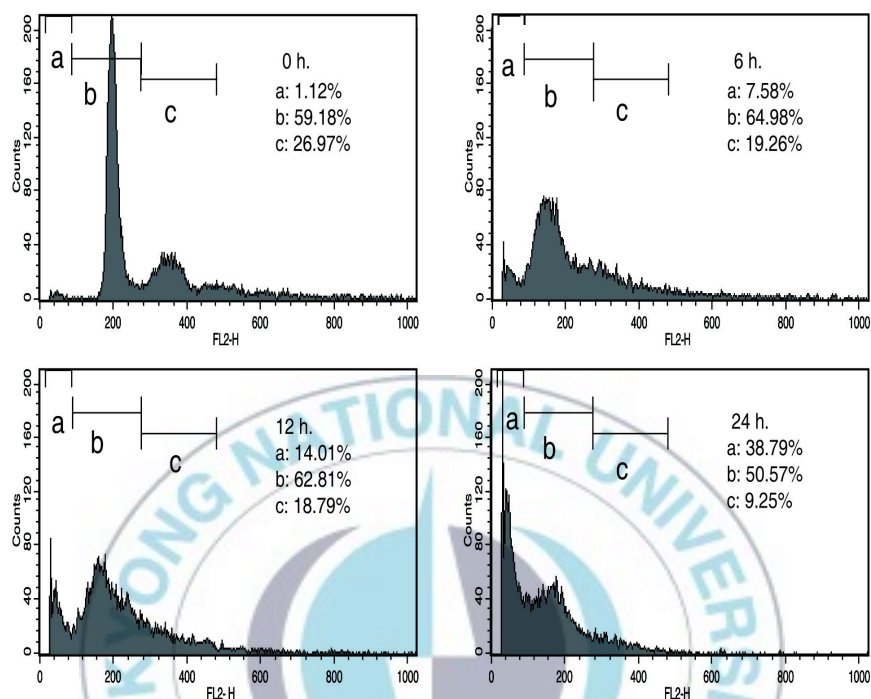 200
160
120
80
40
0
Counts
a
b
c
0 h.
a: 1.12%
b: 59.18%
c: 26.97%
0 200 400 600 800 1000
FL2-H
200
160
120
80
40
0
Counts
a
b
c
6 h.
a: 7.58%
b: 64.98%
c: 19.26%
0 200 400 600 800 1000
FL2-H
200
160
120
80
40
0
Counts
a
b
c
12 h.
a: 14.01%
b: 62.81%
c: 18.79%
0 200 400 600 800 1000
FL2- H
200
160
120
80
40
0
Counts
a
b
c
24 h.
a: 38.79%
b: 50.57%
c: 9.25%
0 200 400 600 800 1000
FL2-H
KYONG NATIONAL UNIVERSI